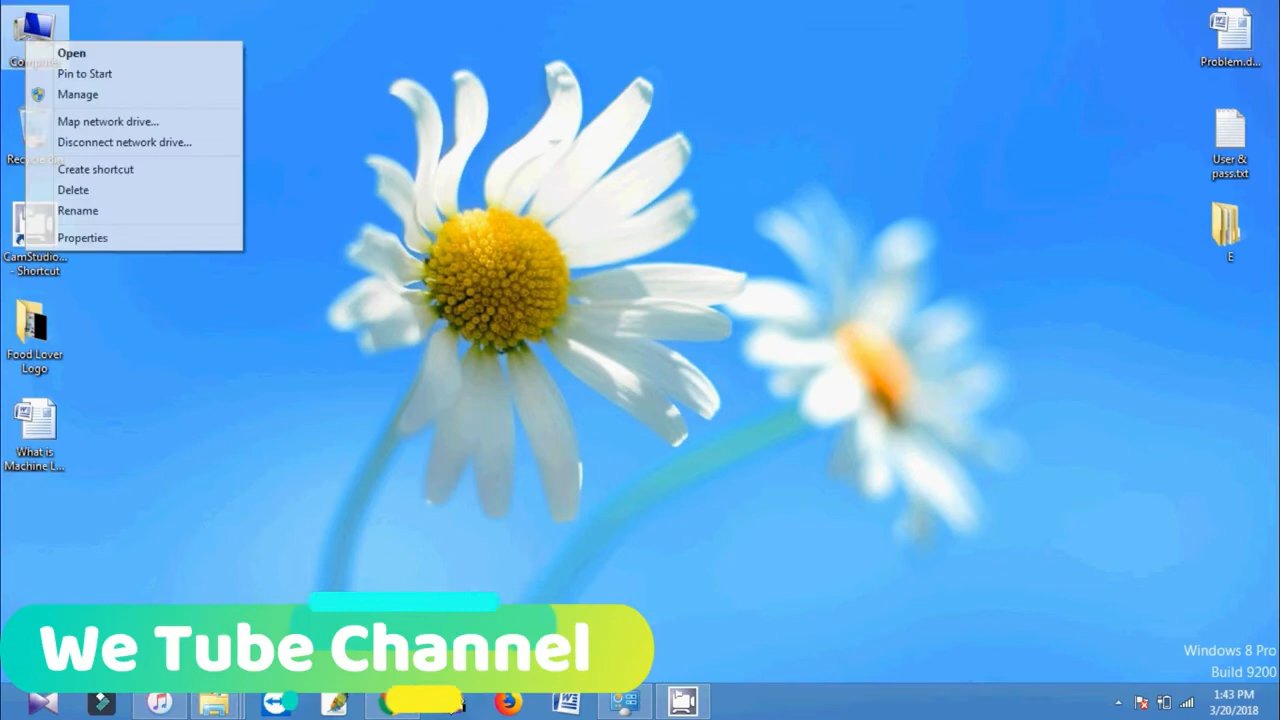 Open
Pin to Start
Manage
Map network drive...
Disconnect network drive...
Create shortcut
Delete
Rename
Properties
CamStudio...
- Shortcut
Food Lover
Logo
What is
Machine L...
Problem.d...
User &
pass.txt
E
We Tube Channel
Windows 8 Pro
Build 9200
1:43 PM
3/20/2018